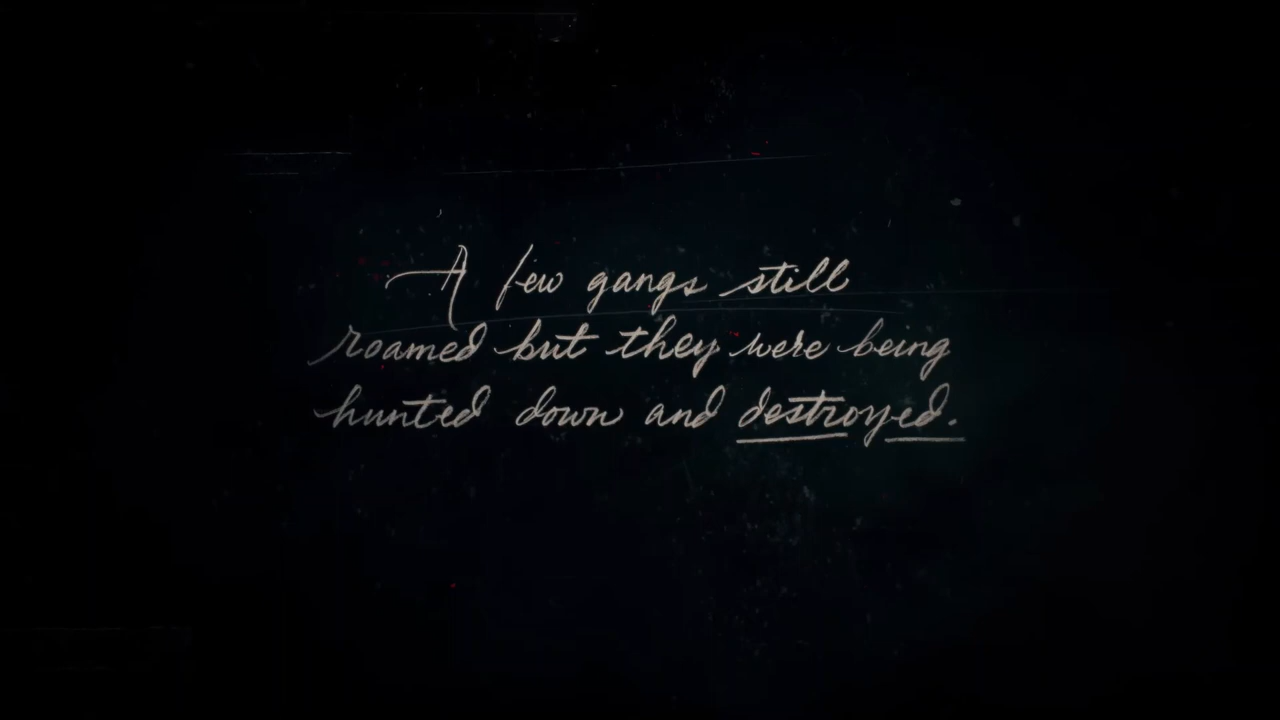 A few gangs still
roamed but they were being
hunted down and destroyed.